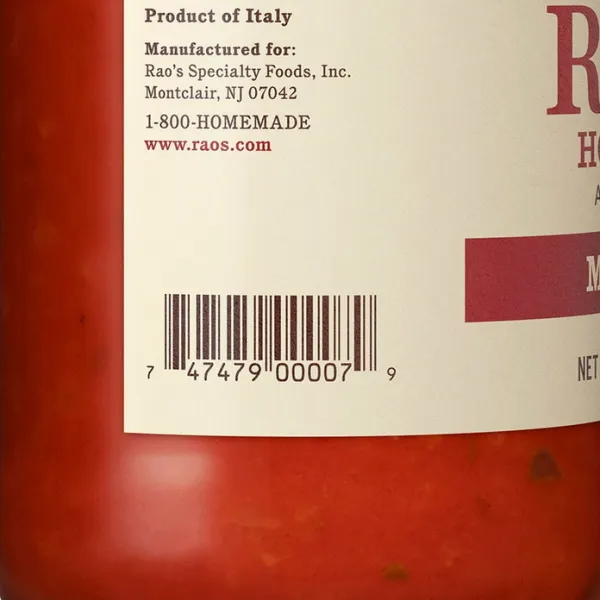 Product of Italy
Manufactured for:
Rao's Specialty Foods, Inc.
Montclair, NJ 07042
1-800-HOMEMADE
www.raos.com
7 47479 00007 9
NET